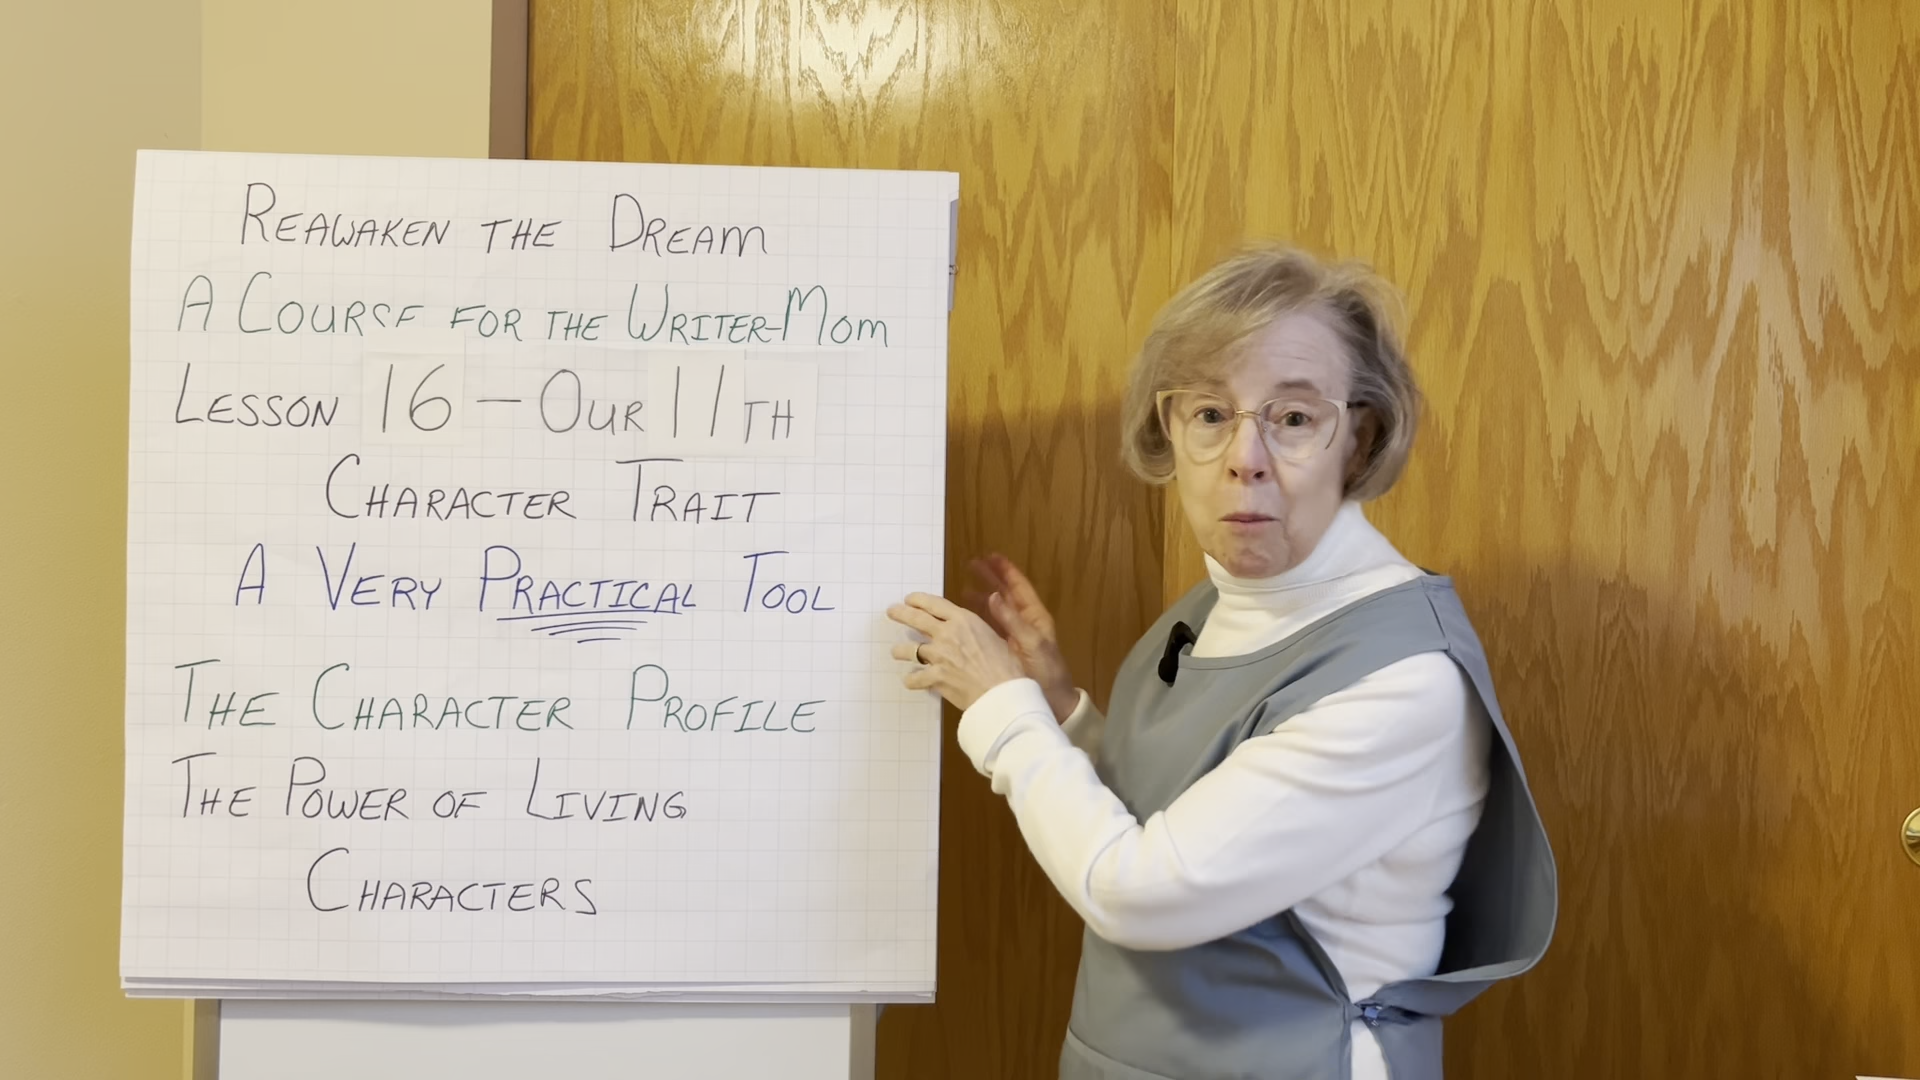 REAWAKEN THE DREAM
A COURSE FOR THE WRITER-MOM
LESSON 16 - OUR 11TH
CHARACTER TRAIT
A VERY PRACTICAL TOOL
THE CHARACTER PROFILE
THE POWER OF LIVING
CHARACTERS